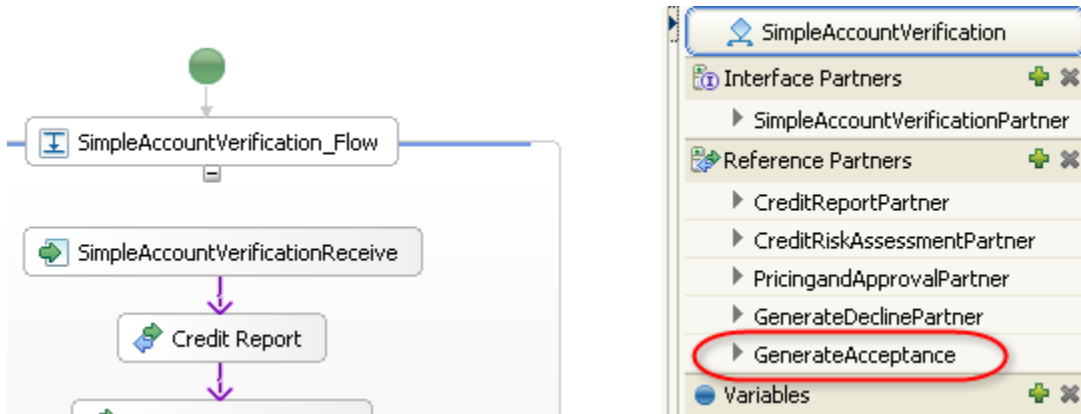 SimpleAccountVerification_Flow
SimpleAccountVerificationReceive
Credit Report
SimpleAccountVerification
Interface Partners
SimpleAccountVerificationPartner
Reference Partners
CreditReportPartner
CreditRiskAssessmentPartner
PricingandApprovalPartner
GenerateDeclinePartner
GenerateAcceptance
Variables